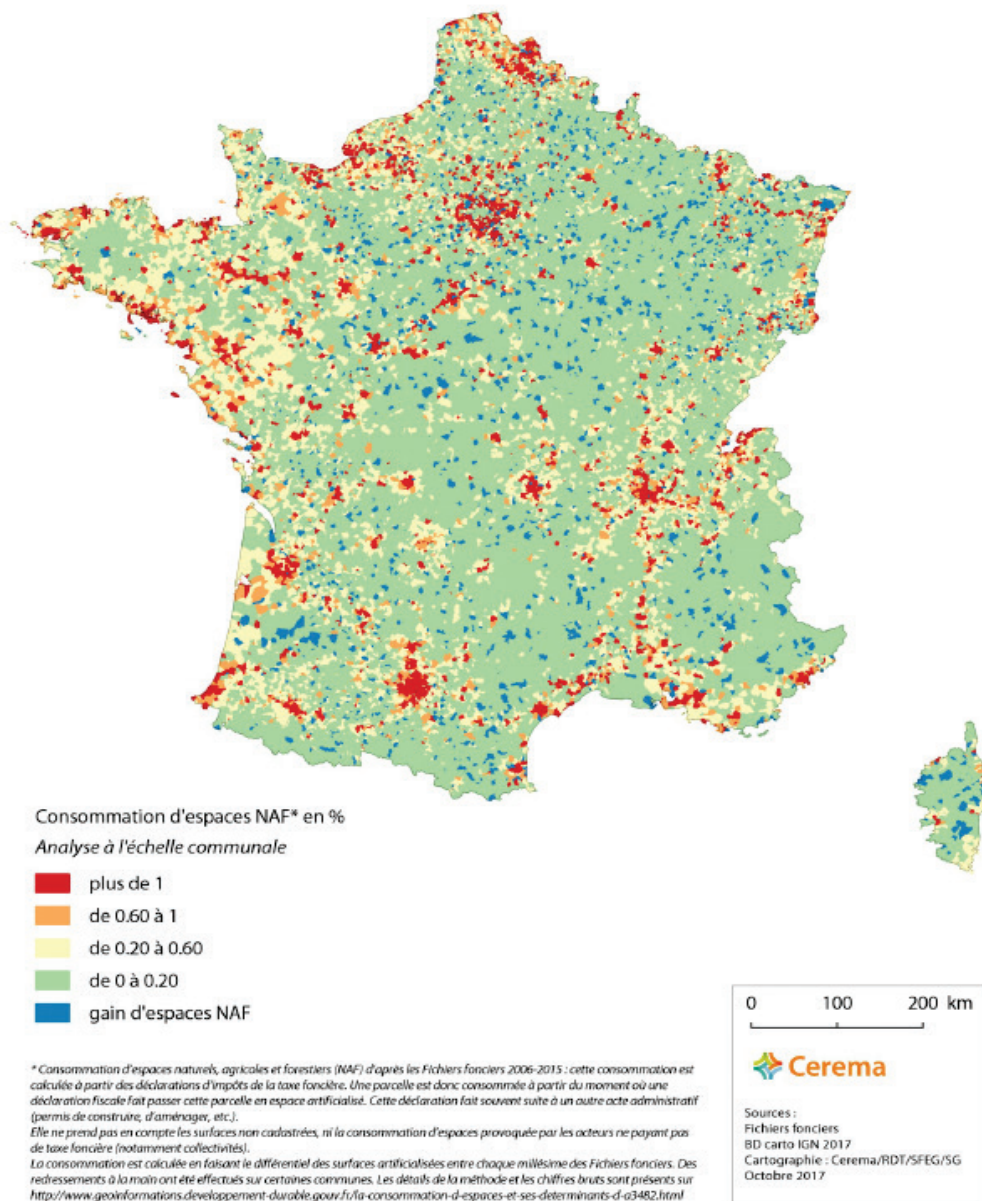 Consommation d'espaces NAF* en %
Analyse à l'échelle communale
plus de 1
de 0.60 à 1
de 0.20 à 0.60
de 0 à 0.20
gain d'espaces NAF
0 100 200 km
Cerema
Sources :
Fichiers fonciers
BD carto IGN 2017
Cartographie : Cerema/RDT/SFEG/SG
Octobre 2017
* Consommation d'espaces naturels, agricoles et forestiers (NAF) d'après les Fichiers fonciers 2006-2015 : cette consommation est
calculée à partir des déclarations d'impôts de la taxe foncière. Une parcelle est donc consommée à partir du moment où une
déclaration fiscale fait passer cette parcelle en espace artificialisé. Cette déclaration fait souvent suite à un autre acte administratif
(permis de construire, d'aménager, etc.).
Elle ne prend pas en compte les surfaces non cadastrées, ni la consommation d'espaces provoquée par les acteurs ne payant pas
de taxe foncière (notamment collectivités).
La consommation est calculée en faisant le différentiel des surfaces artificialisées entre chaque millésime des Fichiers fonciers. Des
redressements à la main ont été effectués sur certaines communes. Les détails de la méthode et les chiffres bruts sont présents sur
http://www.geoinformations.developpement-durable.gouv.fr/la-consommation-d-espaces-et-ses-determinants-d-a3482.html